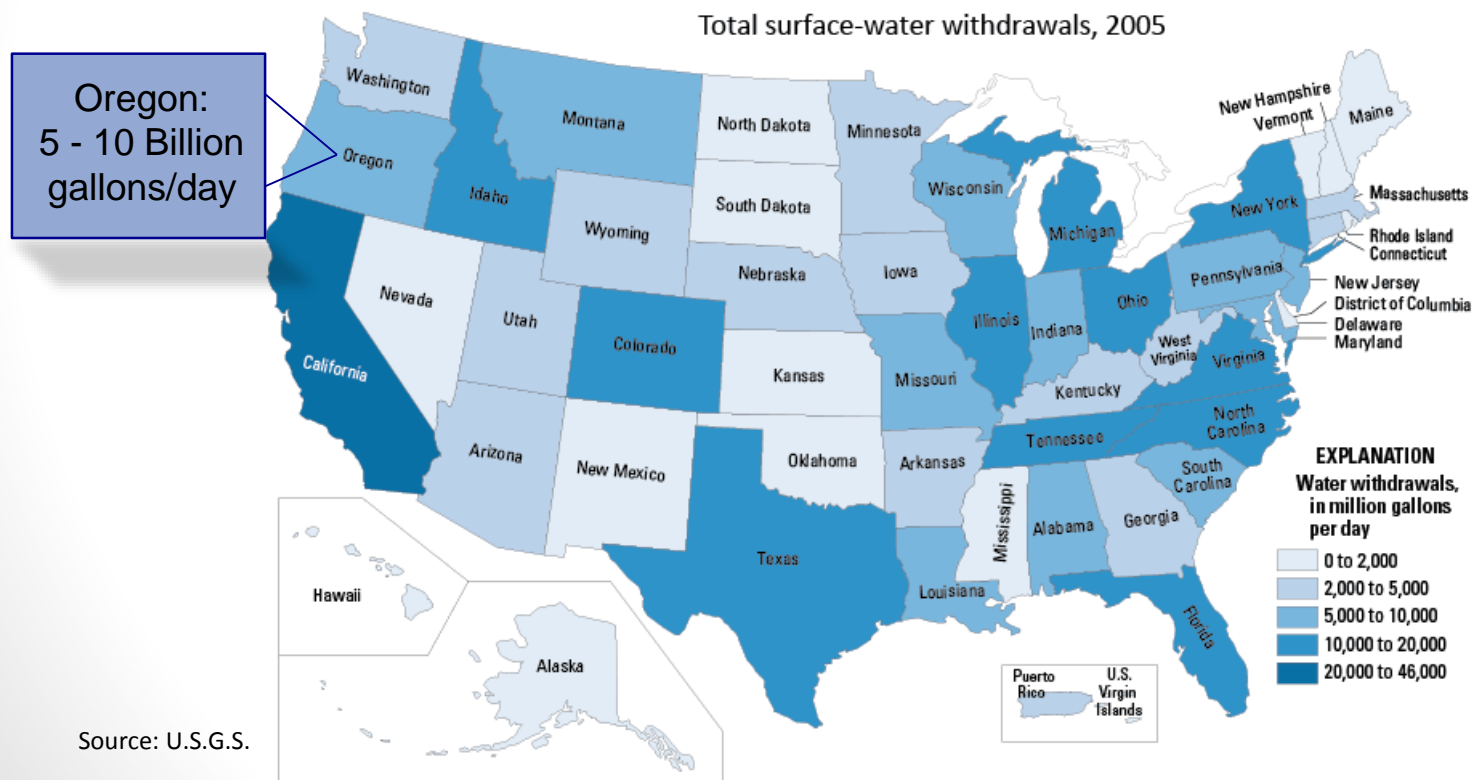 Total surface-water withdrawals, 2005
Oregon:
5 - 10 Billion
gallons/day
Washington
Oregon
Idaho
Montana
North Dakota
South Dakota
Minnesota
Wisconsin
Michigan
New York
New Hampshire
Vermont
Maine
Massachusetts
Rhode Island
Connecticut
New Jersey
District of Columbia
Delaware
Maryland
Wyoming
Nebraska
Iowa
Illinois
Indiana
Ohio
Pennsylvania
West
Virginia
Virginia
Nevada
Utah
Colorado
Kansas
Missouri
Kentucky
California
Arizona
New Mexico
Oklahoma
Arkansas
Tennessee
North
Carolina
South
Carolina
Texas
Louisiana
Mississippi
Alabama
Georgia
Florida
Hawaii
Alaska
Puerto
Rico
U.S.
Virgin
Islands
EXPLANATION
Water withdrawals,
in million gallons
per day
0 to 2,000
2,000 to 5,000
5,000 to 10,000
10,000 to 20,000
20,000 to 46,000
Source: U.S.G.S.